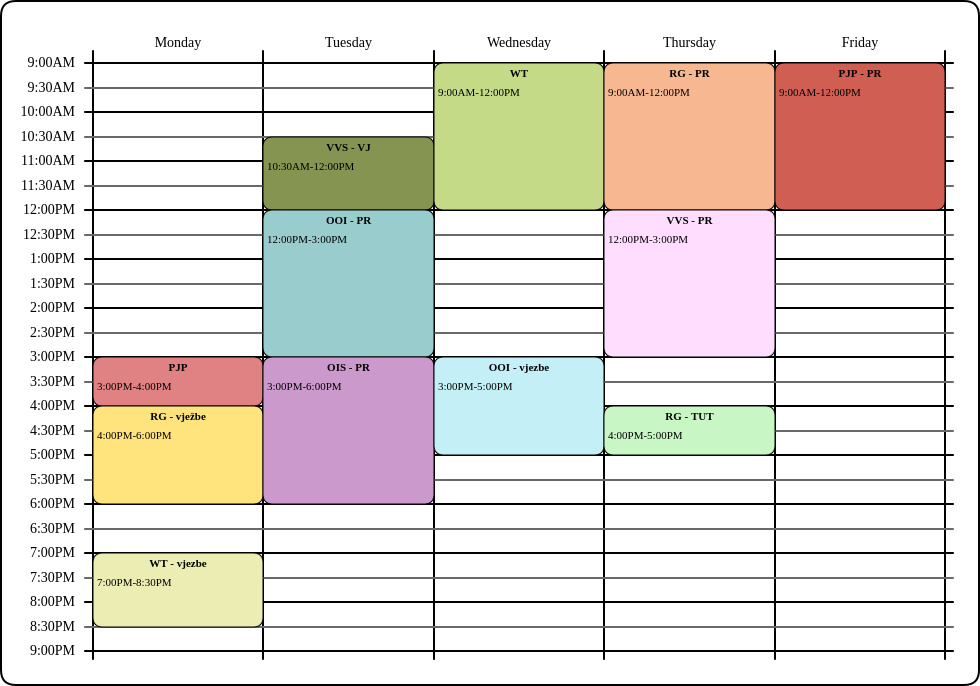 Monday Tuesday Wednesday Thursday Friday
9:00AM
9:30AM
10:00AM
10:30AM
11:00AM
11:30AM
12:00PM
12:30PM
1:00PM
1:30PM
2:00PM
2:30PM
3:00PM
3:30PM
4:00PM
4:30PM
5:00PM
5:30PM
6:00PM
6:30PM
7:00PM
7:30PM
8:00PM
8:30PM
9:00PM
PJP
3:00PM-4:00PM
RG - vježbe
4:00PM-6:00PM
WT - vjezbe
7:00PM-8:30PM
VVS - VJ
10:30AM-12:00PM
OOI - PR
12:00PM-3:00PM
OIS - PR
3:00PM-6:00PM
WT
9:00AM-12:00PM
OOI - vjezbe
3:00PM-5:00PM
RG - PR
9:00AM-12:00PM
VVS - PR
12:00PM-3:00PM
RG - TUT
4:00PM-5:00PM
PJP - PR
9:00AM-12:00PM